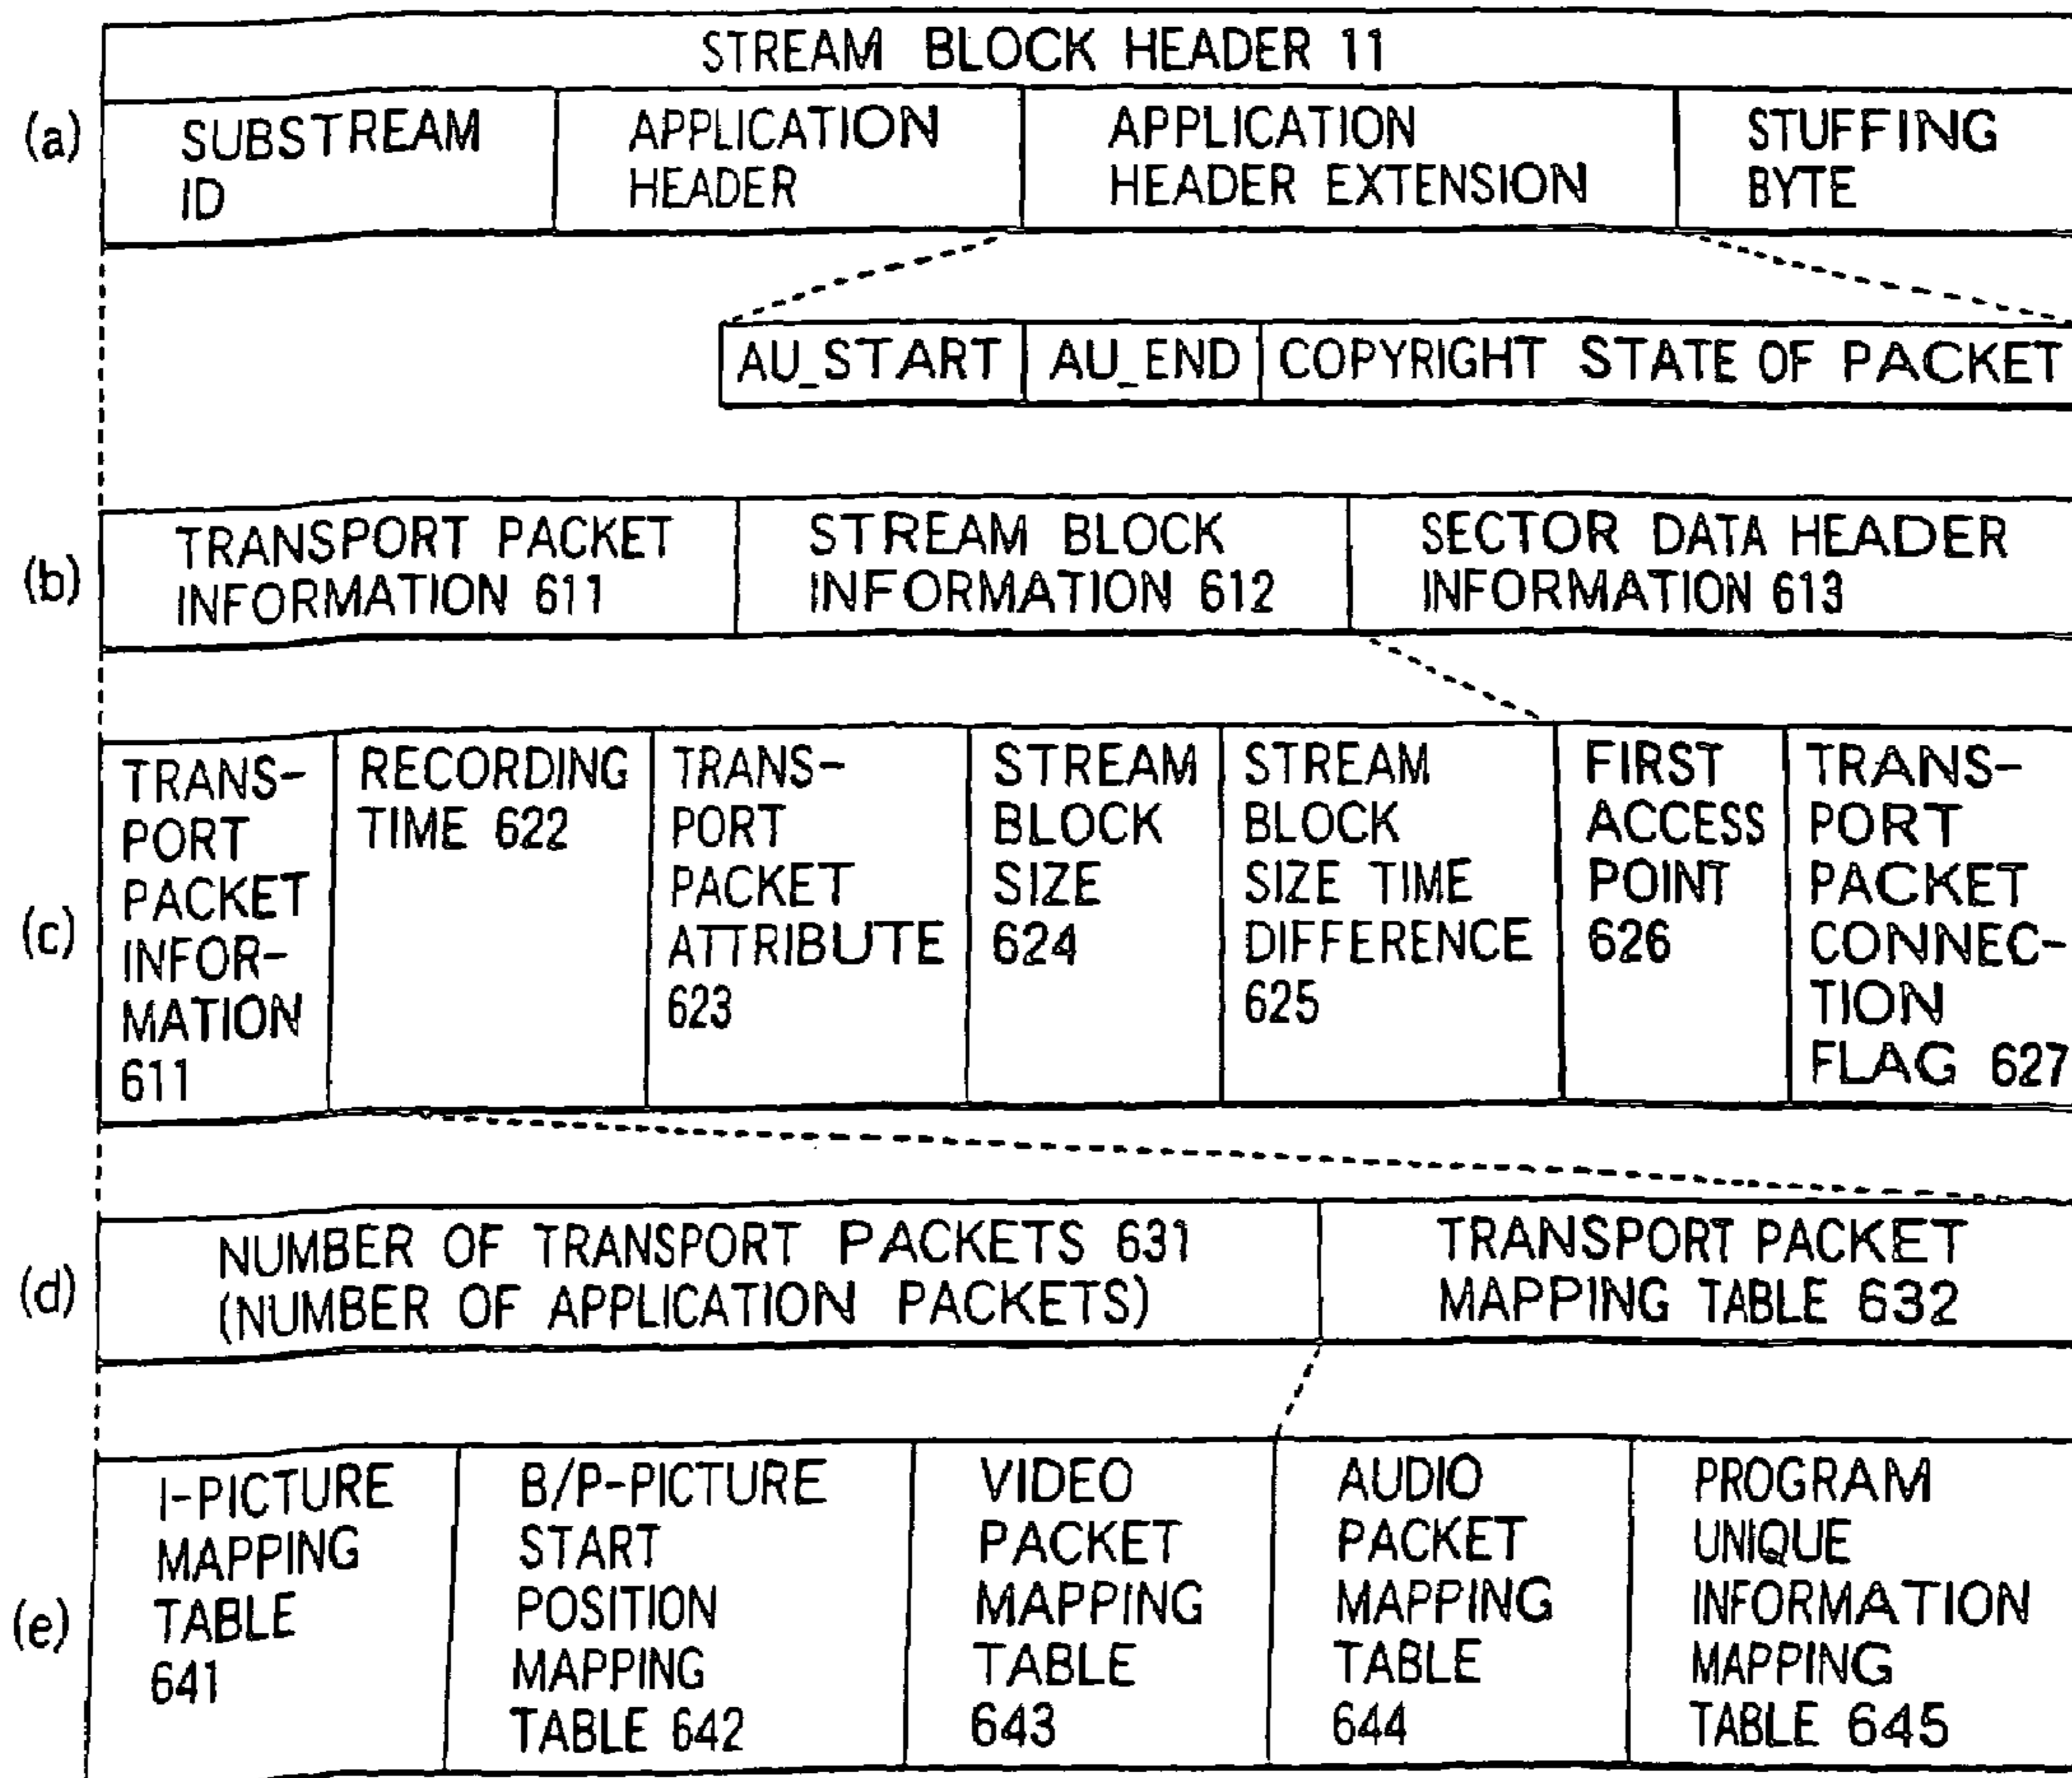 STREAM BLOCK HEADER 11
(a)
SUBSTREAM
ID
APPLICATION
HEADER
APPLICATION
HEADER EXTENSION
STUFFING
BYTE
AU_START
AU_END
COPYRIGHT STATE OF PACKET
(b)
TRANSPORT PACKET
INFORMATION 611
STREAM BLOCK
INFORMATION 612
SECTOR DATA HEADER
INFORMATION 613
(c)
TRANS-
PORT
PACKET
INFOR-
MATION
611
RECORDING
TIME 622
TRANS-
PORT
PACKET
ATTRIBUTE
623
STREAM
BLOCK
SIZE
624
STREAM
BLOCK
SIZE TIME
DIFFERENCE
625
FIRST
ACCESS
POINT
626
TRANS-
PORT
PACKET
CONNEC-
TION
FLAG 627
(d)
NUMBER OF TRANSPORT PACKETS 631
(NUMBER OF APPLICATION PACKETS)
TRANSPORT PACKET
MAPPING TABLE 632
(e)
I-PICTURE
MAPPING
TABLE
641
B/P-PICTURE
START
POSITION
MAPPING
TABLE 642
VIDEO
PACKET
MAPPING
TABLE
643
AUDIO
PACKET
MAPPING
TABLE
644
PROGRAM
UNIQUE
INFORMATION
MAPPING
TABLE 645